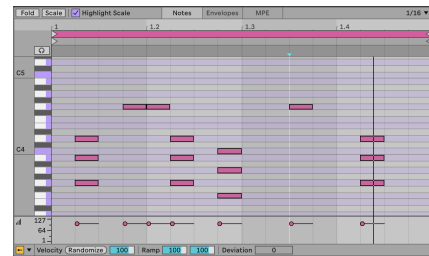 Fold Scale Highlight Scale Notes Envelopes MPE 1/16
1 1.2 1.3 1.4
C5
C4
127
64
1
Velocity Randomize 100 Ramp 100 100 Deviation 0